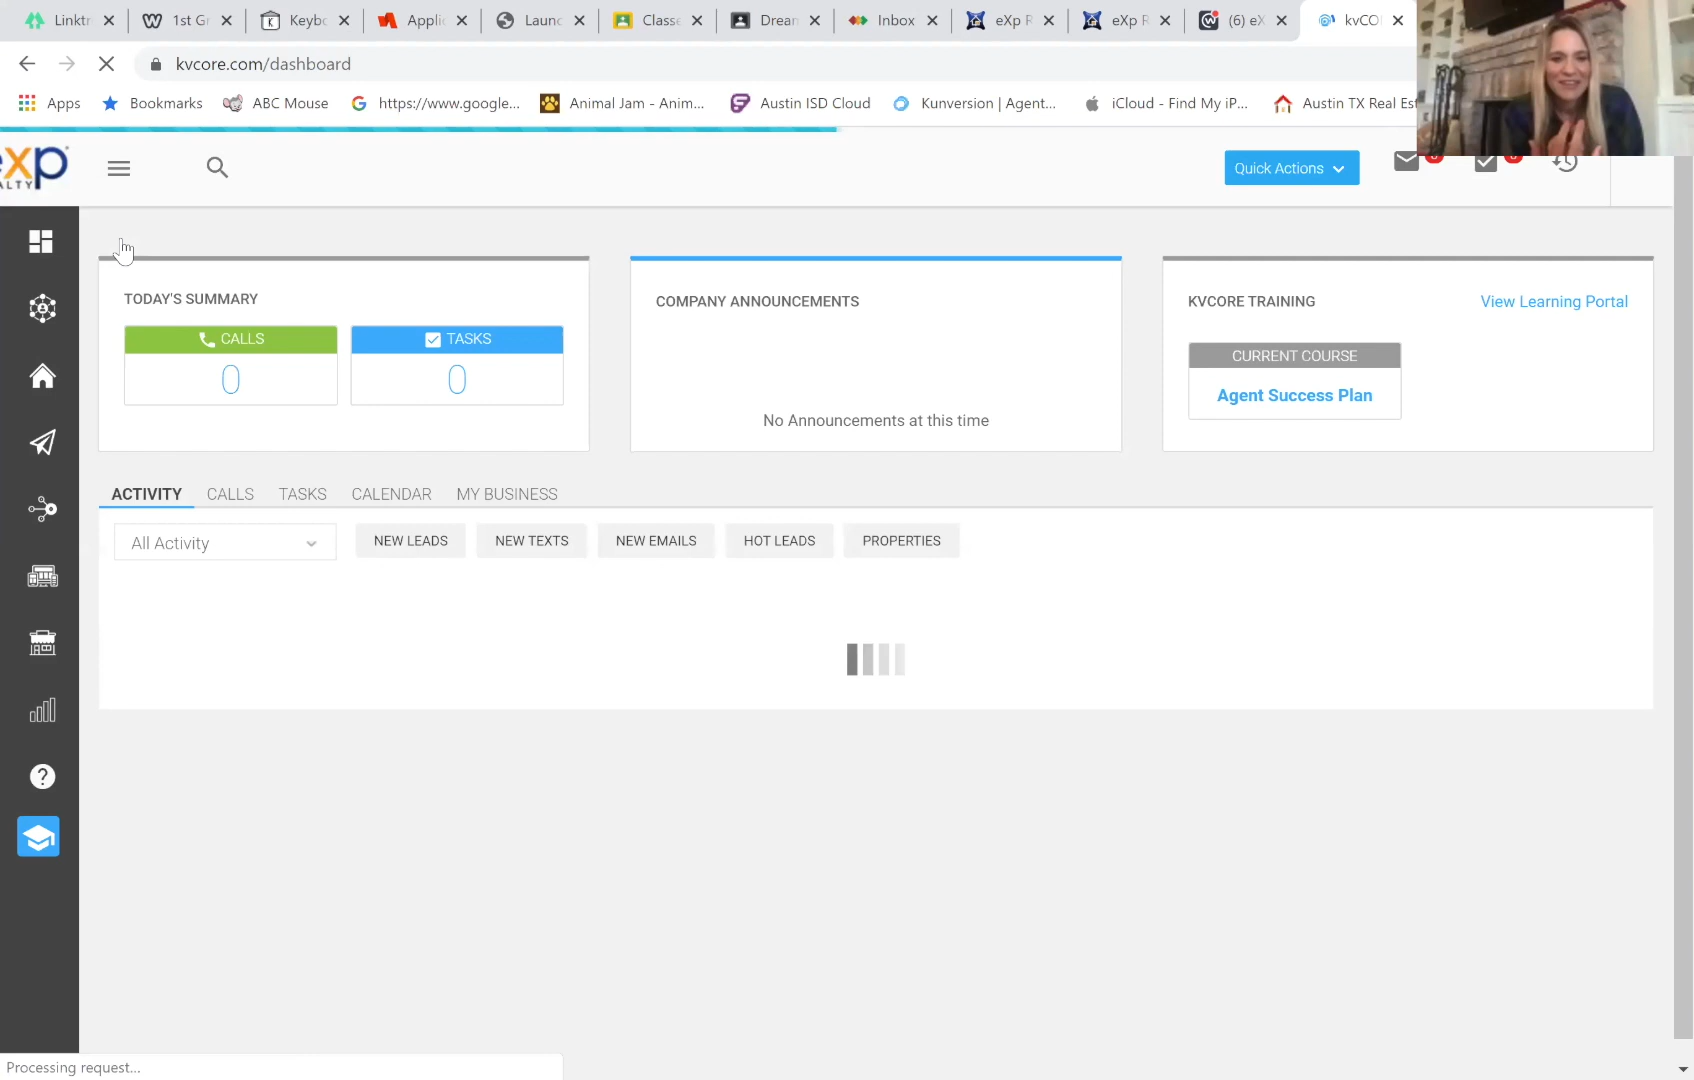 Linktr
1st Gr
Keybo
Applic
Launc
Classe
Dream
Inbox
eXp R
eXp R
(6) eX
kvCO
kvcore.com/dashboard
Apps
Bookmarks
ABC Mouse
https://www.google...
Animal Jam - Anim...
Austin ISD Cloud
Kunversion | Agent...
iCloud - Find My iP...
Austin TX Real Est
exp
ALTY
Quick Actions
TODAY'S SUMMARY
CALLS
0
TASKS
0
COMPANY ANNOUNCEMENTS
No Announcements at this time
KVCORE TRAINING
View Learning Portal
CURRENT COURSE
Agent Success Plan
ACTIVITY
CALLS
TASKS
CALENDAR
MY BUSINESS
All Activity
NEW LEADS
NEW TEXTS
NEW EMAILS
HOT LEADS
PROPERTIES
Processing request...